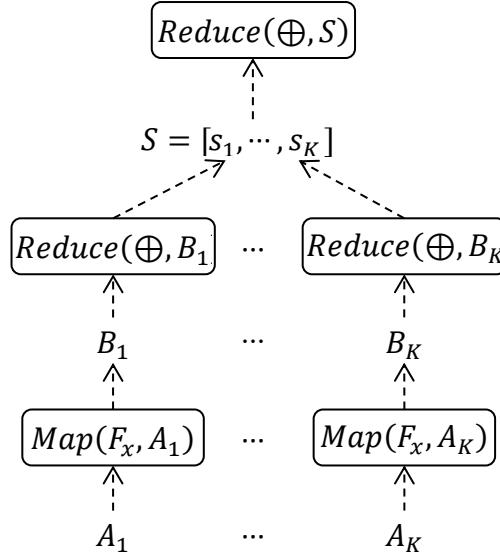 Reduce(⊕, S)
S = [s₁, ⋯ , s_K]
Reduce(⊕, B₁ ⋯ Reduce(⊕, B_K
B₁ ⋯ B_K
Map(F_x, A₁) ⋯ Map(F_x, A_K)
A₁ ⋯ A_K